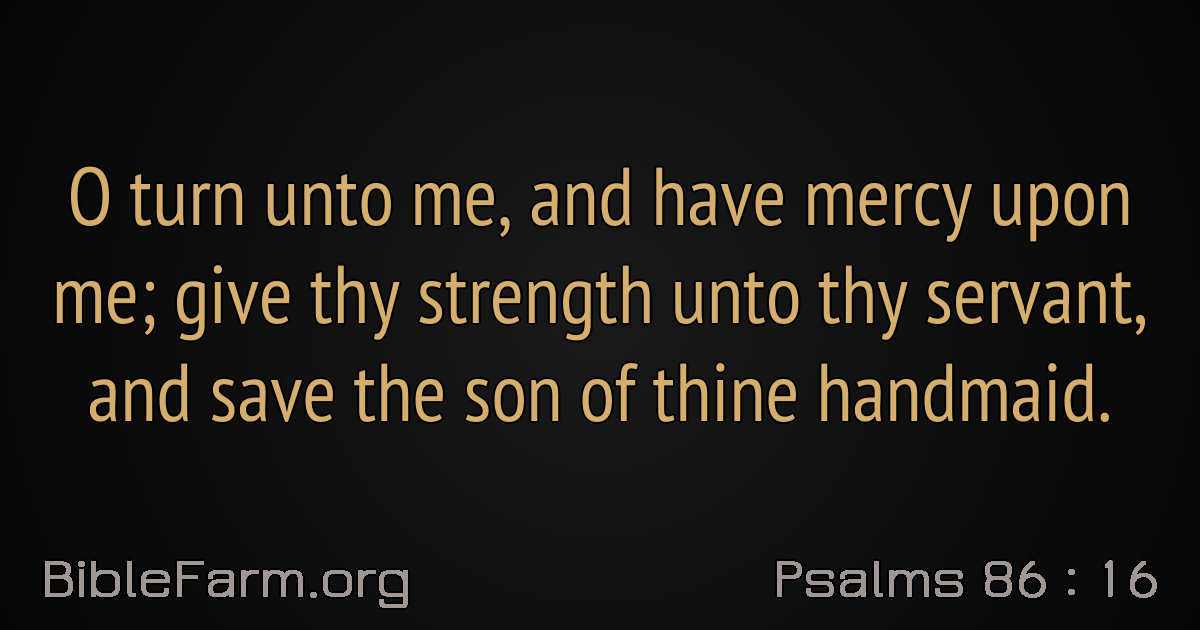 O turn unto me, and have mercy upon
me; give thy strength unto thy servant,
and save the son of thine handmaid.
BibleFarm.org
Psalms 86 : 16